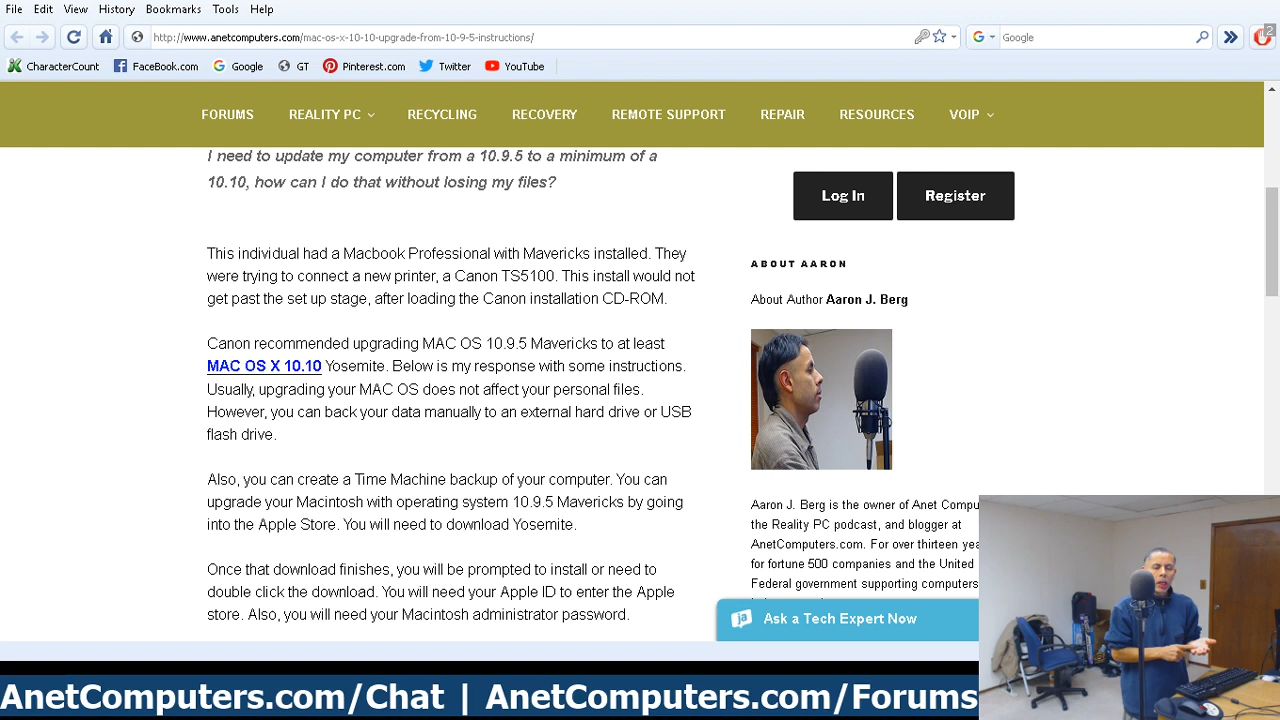 File Edit View History Bookmarks Tools Help
http://www.anetcomputers.com/mac-os-x-10-10-upgrade-from-10-9-5-instructions/
Google
2
CharacterCount FaceBook.com Google GT Pinterest.com Twitter YouTube
FORUMS REALITY PC RECYCLING RECOVERY REMOTE SUPPORT REPAIR RESOURCES VOIP
I need to update my computer from a 10.9.5 to a minimum of a
10.10, how can I do that without losing my files?
This individual had a Macbook Professional with Mavericks installed. They
were trying to connect a new printer, a Canon TS5100. This install would not
get past the set up stage, after loading the Canon installation CD-ROM.
Canon recommended upgrading MAC OS 10.9.5 Mavericks to at least
MAC OS X 10.10 Yosemite. Below is my response with some instructions.
Usually, upgrading your MAC OS does not affect your personal files.
However, you can back your data manually to an external hard drive or USB
flash drive.
Also, you can create a Time Machine backup of your computer. You can
upgrade your Macintosh with operating system 10.9.5 Mavericks by going
into the Apple Store. You will need to download Yosemite.
Once that download finishes, you will be prompted to install or need to
double click the download. You will need your Apple ID to enter the Apple
store. Also, you will need your Macintosh administrator password.
Log In Register
ABOUT AARON
About Author Aaron J. Berg
Aaron J. Berg is the owner of Anet Compu
the Reality PC podcast, and blogger at
AnetComputers.com. For over thirteen yea
for fortune 500 companies and the United
Federal government supporting computers
ja Ask a Tech Expert Now
AnetComputers.com/Chat | AnetComputers.com/Forums